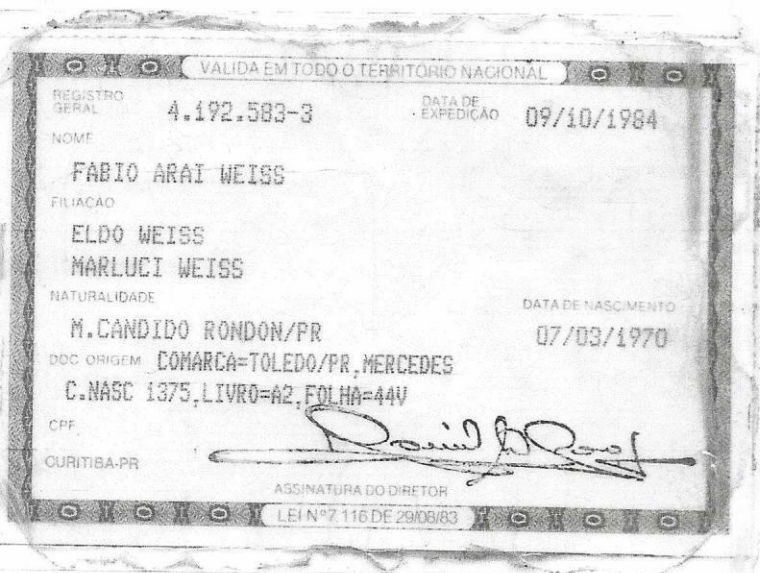 VALIDA EM TODO O TERRITÓRIO NACIONAL
REGISTRO GERAL 4.192.583-3 DATA DE EXPEDIÇÃO 09/10/1984
NOME
FABIO ARAI WEISS
FILIAÇÃO
ELDO WEISS
MARLUCI WEISS
NATURALIDADE DATA DE NASCIMENTO
M.CANDIDO RONDON/PR 07/03/1970
DOC ORIGEM COMARCA=TOLEDO/PR,MERCEDES
C.NASC 1375,LIVRO=A2,FOLHA=44V
CPF
CURITIBA-PR
ASSINATURA DO DIRETOR
LEI Nº 7.116 DE 29/08/83